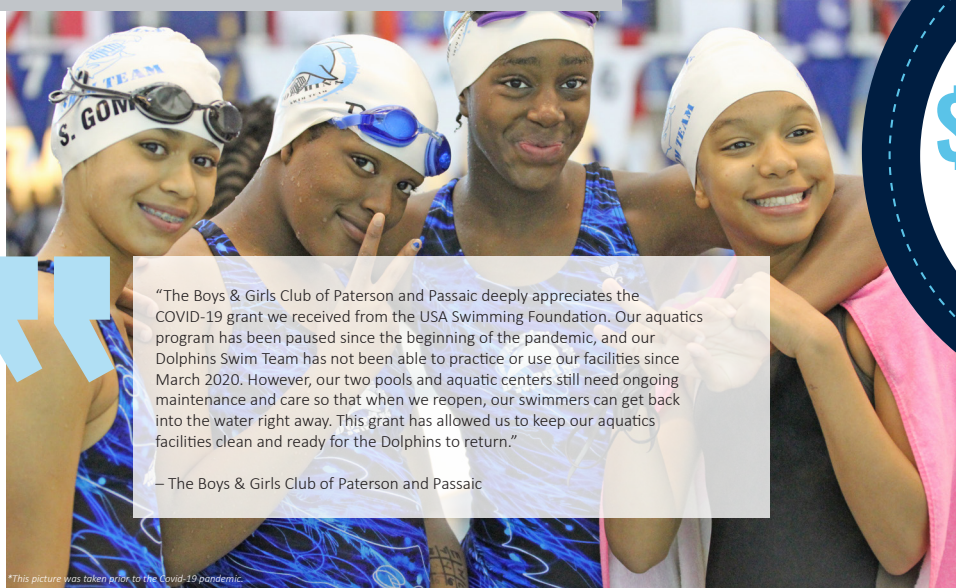 TEAM
S. GOM
SWIM TEAM
TEAM
$
“The Boys & Girls Club of Paterson and Passaic deeply appreciates the
COVID-19 grant we received from the USA Swimming Foundation. Our aquatics
program has been paused since the beginning of the pandemic, and our
Dolphins Swim Team has not been able to practice or use our facilities since
March 2020. However, our two pools and aquatic centers still need ongoing
maintenance and care so that when we reopen, our swimmers can get back
into the water right away. This grant has allowed us to keep our aquatics
facilities clean and ready for the Dolphins to return.”
– The Boys & Girls Club of Paterson and Passaic
*This picture was taken prior to the Covid-19 pandemic.